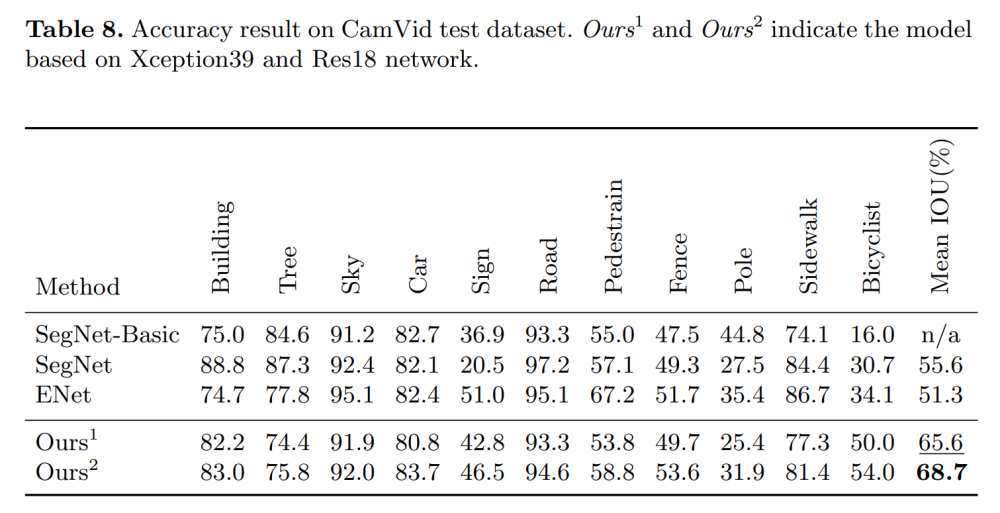 Table 8. Accuracy result on CamVid test dataset. Ours¹ and Ours² indicate the model
based on Xception39 and Res18 network.
Method Building Tree Sky Car Sign Road Pedestrain Fence Pole Sidewalk Bicyclist Mean IOU(%)
SegNet-Basic 75.0 84.6 91.2 82.7 36.9 93.3 55.0 47.5 44.8 74.1 16.0 n/a
SegNet 88.8 87.3 92.4 82.1 20.5 97.2 57.1 49.3 27.5 84.4 30.7 55.6
ENet 74.7 77.8 95.1 82.4 51.0 95.1 67.2 51.7 35.4 86.7 34.1 51.3
Ours¹ 82.2 74.4 91.9 80.8 42.8 93.3 53.8 49.7 25.4 77.3 50.0 65.6
Ours² 83.0 75.8 92.0 83.7 46.5 94.6 58.8 53.6 31.9 81.4 54.0 68.7